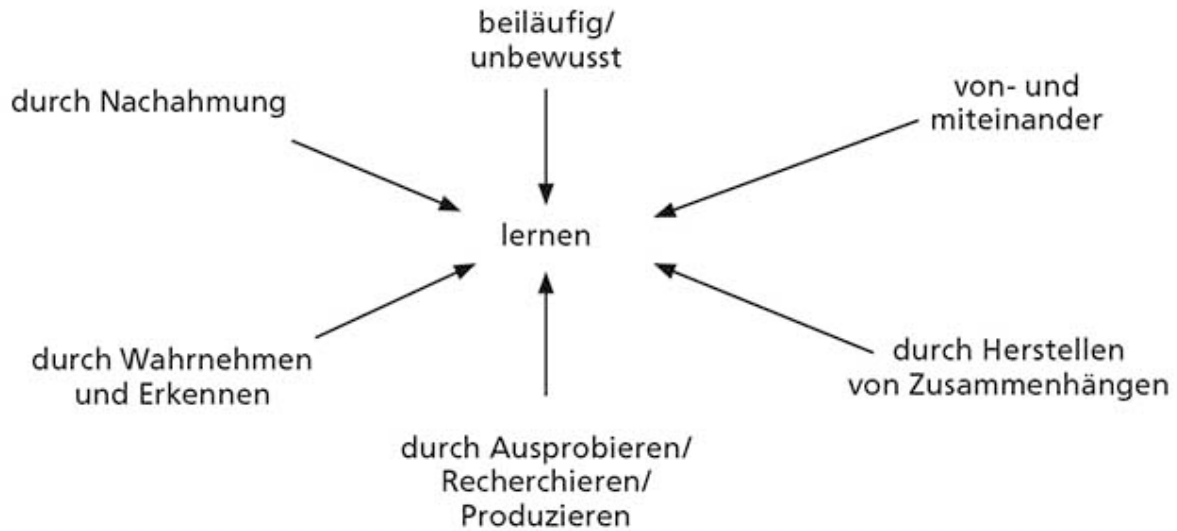 beiläufig/
unbewusst
durch Nachahmung
von- und
miteinander
lernen
durch Wahrnehmen
und Erkennen
durch Herstellen
von Zusammenhängen
durch Ausprobieren/
Recherchieren/
Produzieren